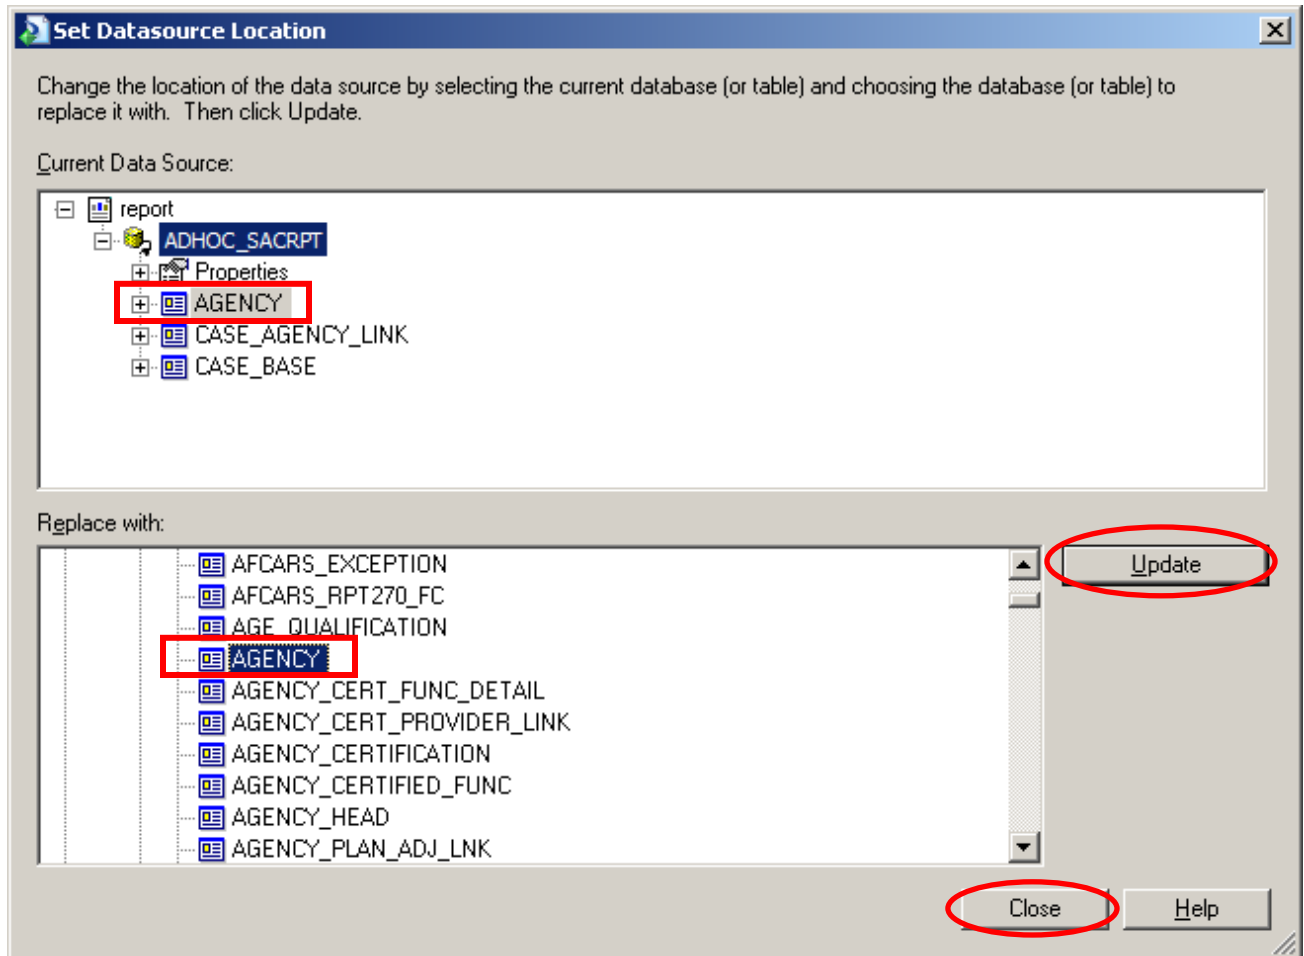 Set Datasource Location
Change the location of the data source by selecting the current database (or table) and choosing the database (or table) to
replace it with.  Then click Update.
Current Data Source:
report
ADHOC_SACRPT
Properties
AGENCY
CASE_AGENCY_LINK
CASE_BASE
Replace with:
AFCARS_EXCEPTION
AFCARS_RPT270_FC
AGE_QUALIFICATION
AGENCY
AGENCY_CERT_FUNC_DETAIL
AGENCY_CERT_PROVIDER_LINK
AGENCY_CERTIFICATION
AGENCY_CERTIFIED_FUNC
AGENCY_HEAD
AGENCY_PLAN_ADJ_LNK
Update
Close
Help